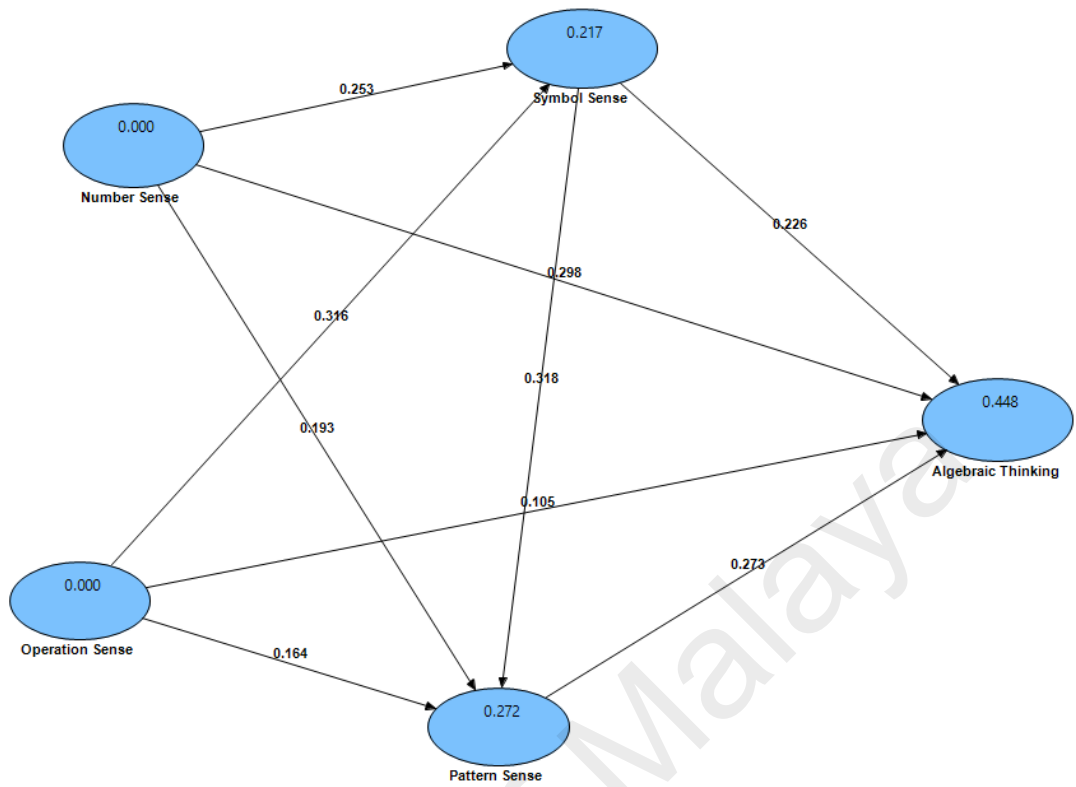 0.217
Symbol Sense
0.253
0.000
Number Sense
0.226
0.298
0.316
0.318
0.448
Algebraic Thinking
0.193
0.105
0.273
0.000
Operation Sense
0.164
0.272
Pattern Sense
Malaya